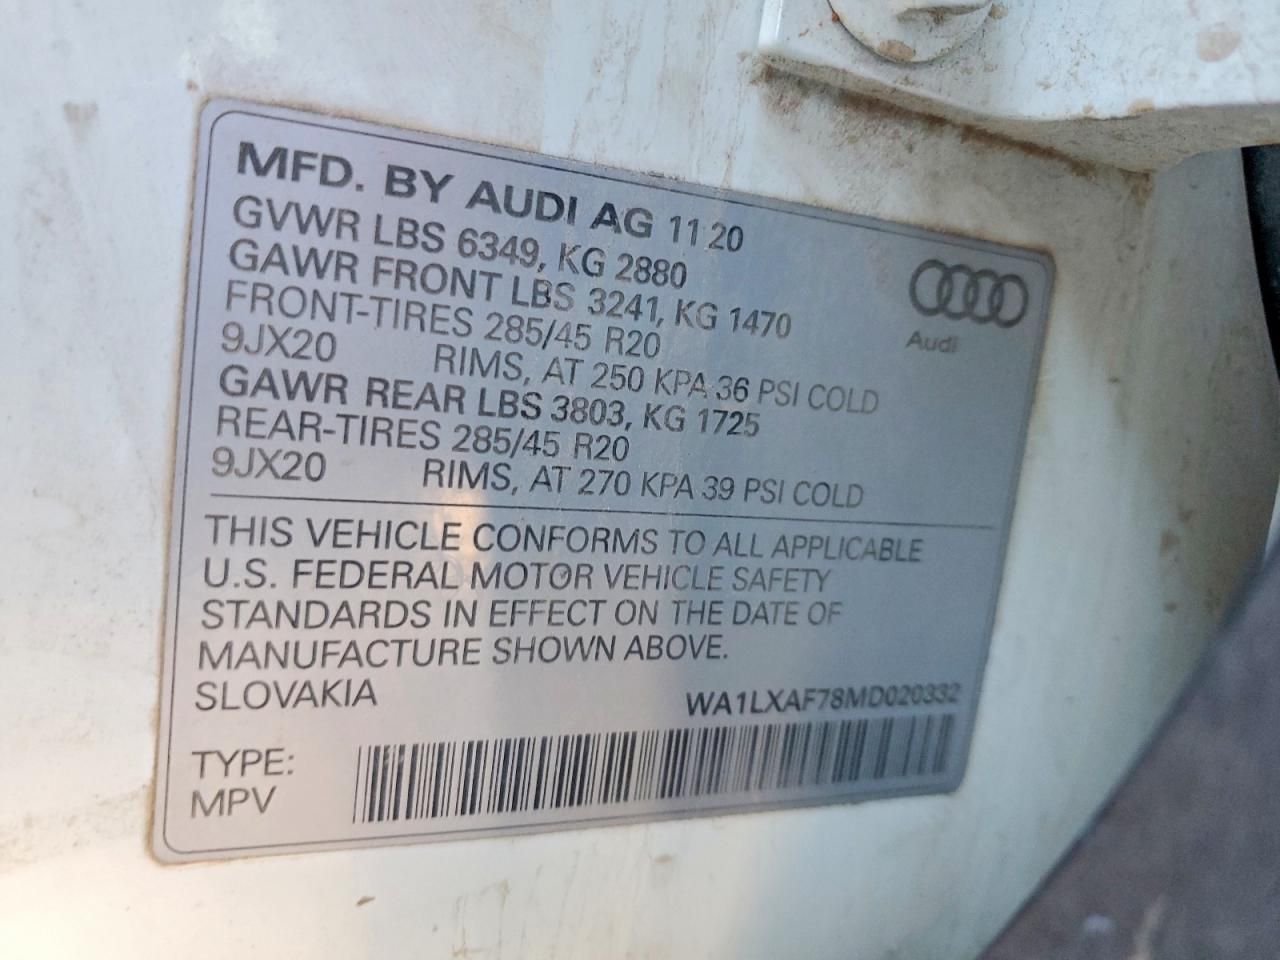 MFD. BY AUDI AG 11 20
GVWR LBS 6349, KG 2880
GAWR FRONT LBS 3241, KG 1470
FRONT-TIRES 285/45 R20
9JX20 RIMS, AT 250 KPA 36 PSI COLD
GAWR REAR LBS 3803, KG 1725
REAR-TIRES 285/45 R20
9JX20 RIMS, AT 270 KPA 39 PSI COLD
Audi
THIS VEHICLE CONFORMS TO ALL APPLICABLE
U.S. FEDERAL MOTOR VEHICLE SAFETY
STANDARDS IN EFFECT ON THE DATE OF
MANUFACTURE SHOWN ABOVE.
SLOVAKIA WA1LXAF78MD020332
TYPE:
MPV